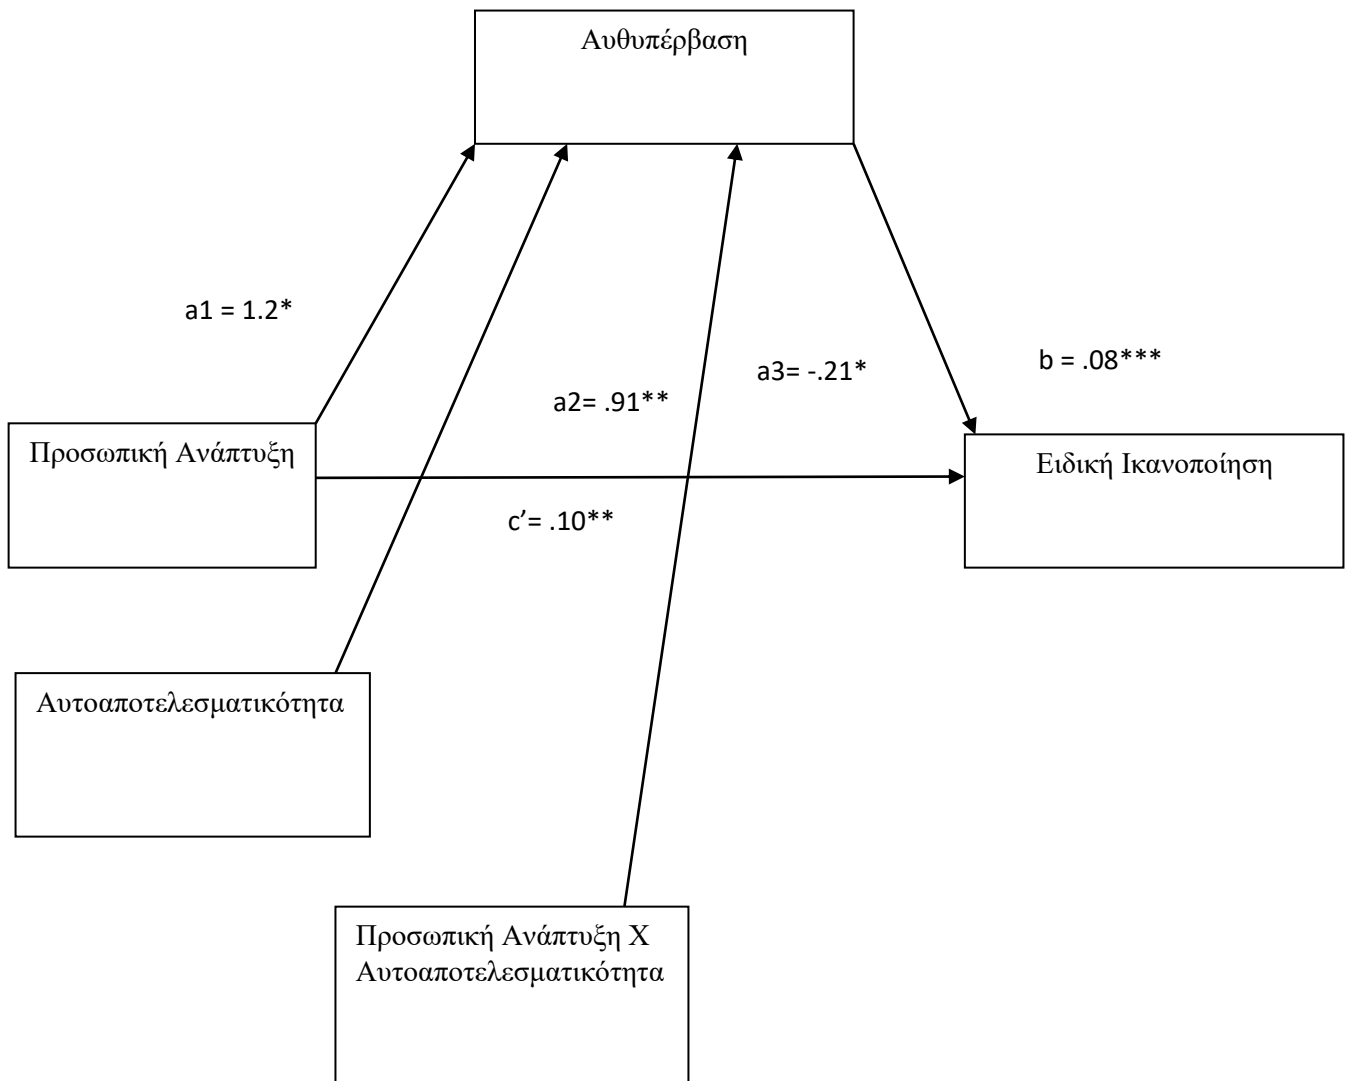 Αυθυπέρβαση
a1 = 1.2*
a2= .91**
a3= -.21*
b = .08***
Προσωπική Ανάπτυξη
Ειδική Ικανοποίηση
c’= .10**
Αυτοαποτελεσματικότητα
Προσωπική Ανάπτυξη Χ
Αυτοαποτελεσματικότητα